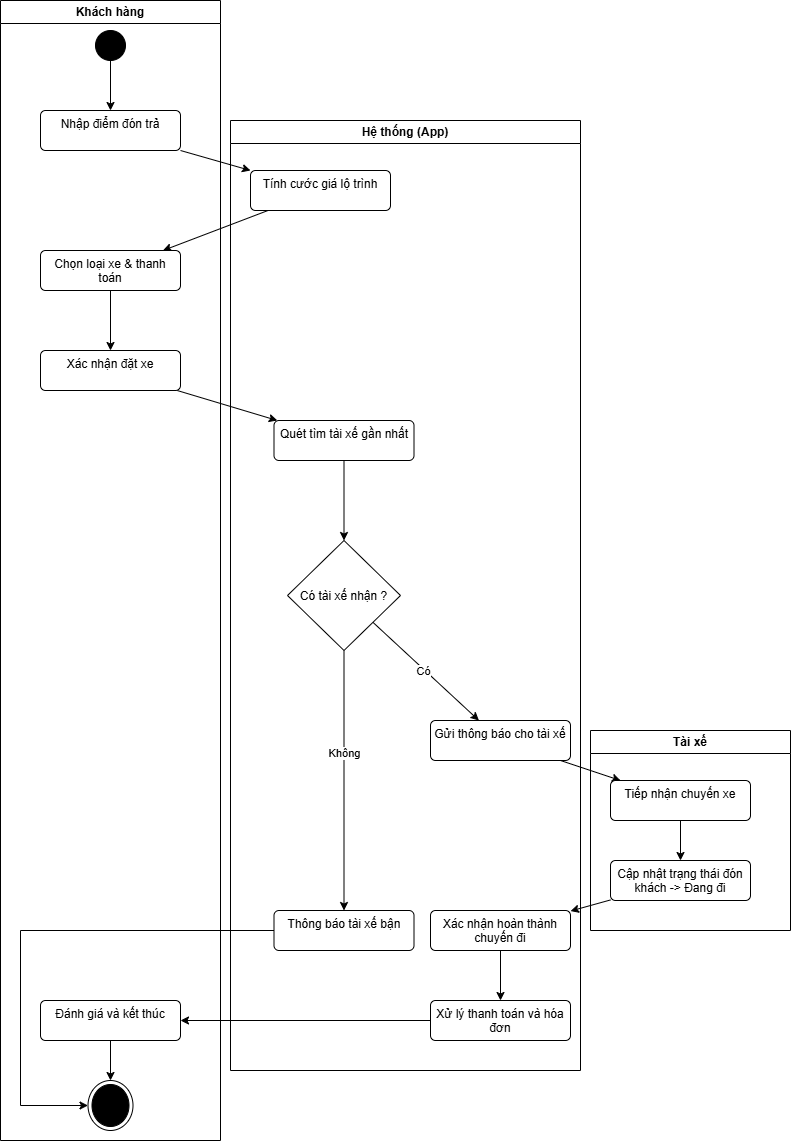 Khách hàng
Nhập điểm đón trả
Hệ thống (App)
Tính cước giá lộ trình
Chọn loại xe & thanh
toán
Xác nhận đặt xe
Quét tìm tài xế gần nhất
Có tài xế nhận ?
Có
Gửi thông báo cho tài xế
Không
Tài xế
Tiếp nhận chuyến xe
Cập nhật trạng thái đón
khách -> Đang đi
Thông báo tài xế bận
Xác nhận hoàn thành
chuyến đi
Đánh giá và kết thúc
Xử lý thanh toán và hóa
đơn